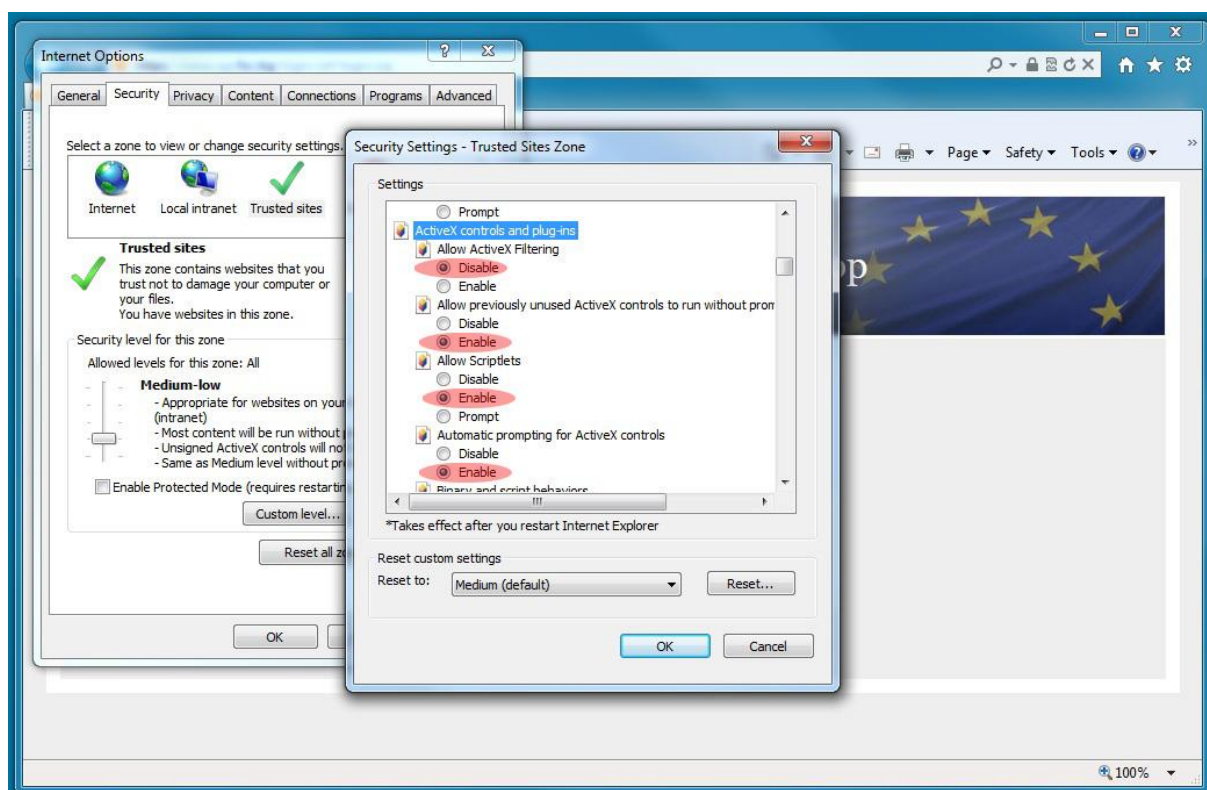 Internet Options
General Security Privacy Content Connections Programs Advanced
Select a zone to view or change security settings.
Internet Local intranet Trusted sites
Trusted sites
This zone contains websites that you
trust not to damage your computer or
your files.
You have websites in this zone.
Security level for this zone
Allowed levels for this zone: All
Medium-low
- Appropriate for websites on your
(intranet)
- Most content will be run without
- Unsigned ActiveX controls will no
- Same as Medium level without pr
Enable Protected Mode (requires restartin
Custom level...
Reset all zo
OK
Security Settings - Trusted Sites Zone
Settings
Prompt
ActiveX controls and plug-ins
Allow ActiveX Filtering
Disable
Enable
Allow previously unused ActiveX controls to run without prom
Disable
Enable
Allow Scriptlets
Disable
Enable
Prompt
Automatic prompting for ActiveX controls
Disable
Enable
Binary and script behaviors
*Takes effect after you restart Internet Explorer
Reset custom settings
Reset to: Medium (default) Reset...
OK Cancel
Page Safety Tools
op
100%